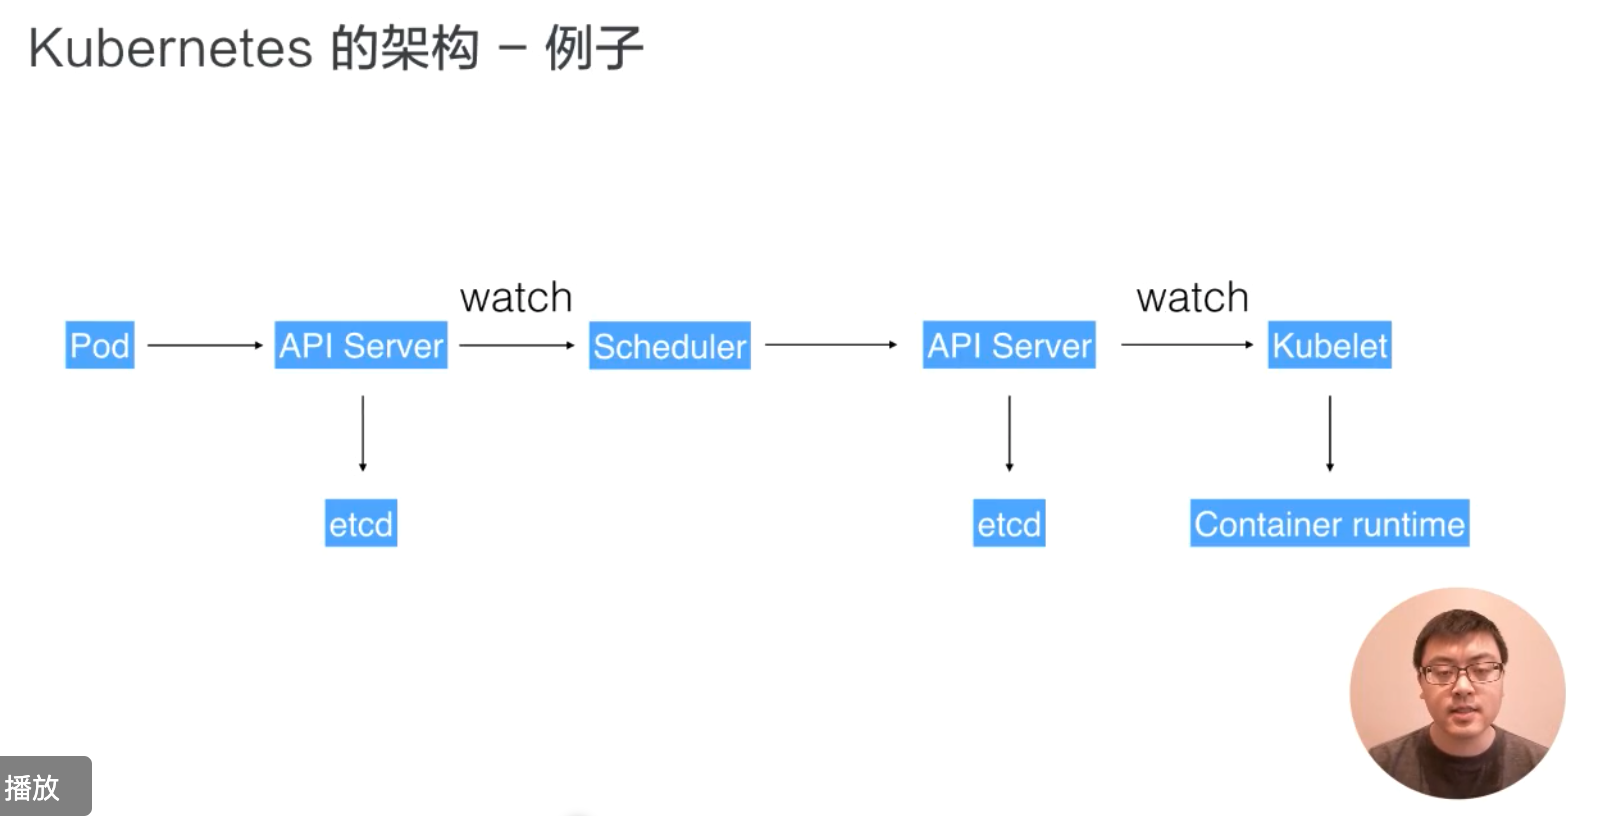 Kubernetes 的架构 – 例子
watch
watch
Pod
API Server
Scheduler
API Server
Kubelet
etcd
etcd
Container runtime
播放